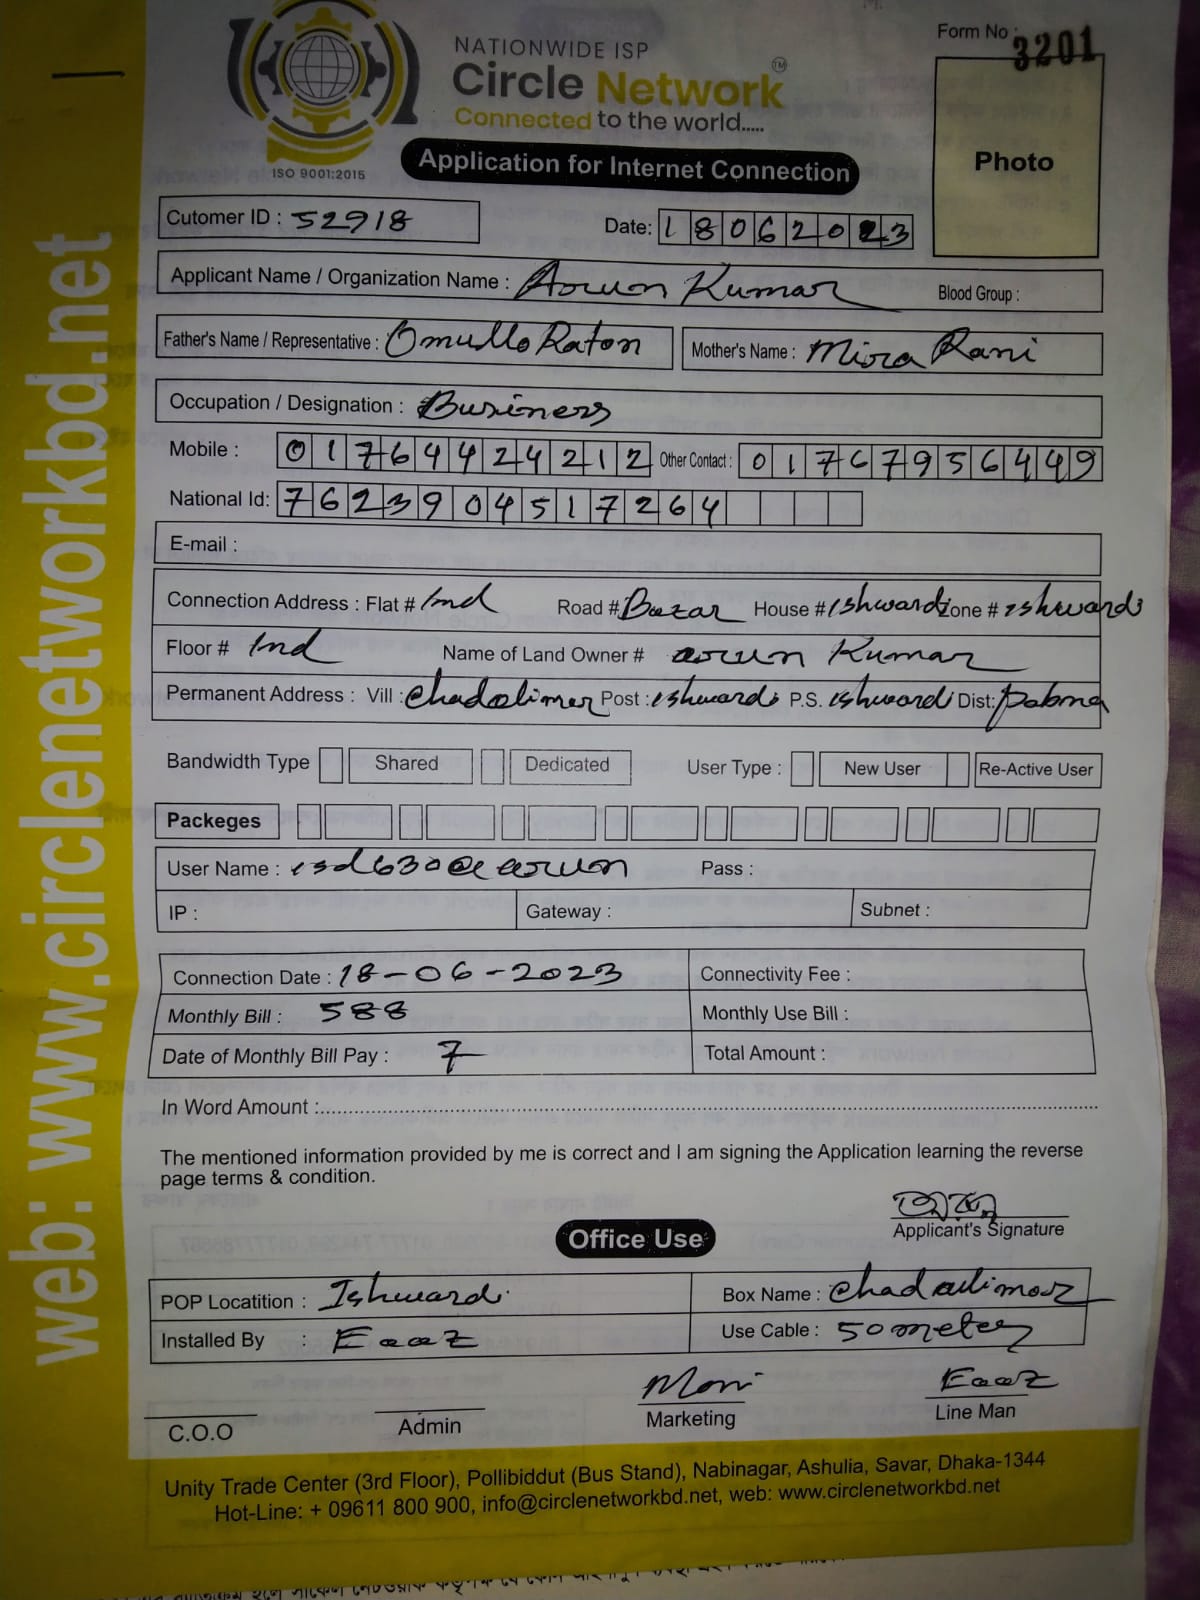 Form No : 3201
NATIONWIDE ISP
Circle Network TM
Connected to the world.....
ISO 9001:2015
Application for Internet Connection
Photo
Cutomer ID : 52918
Date: 18062023
Applicant Name / Organization Name : Arun Kumar
Blood Group :
Father's Name / Representative : Omullo Raton
Mother's Name : Mira Rani
Occupation / Designation : Business
Mobile : 01764424212 Other Contact : 01767956449
National Id: 7623904517264
E-mail :
Connection Address : Flat # Ind Road # Bazar House # Ishwardi Zone # Ishwardi
Floor # Ind Name of Land Owner # arun Kumar
Permanent Address : Vill : Chadalimor Post : Ishwardi P.S. Ishwardi Dist: Pabna
Bandwidth Type Shared Dedicated User Type : New User Re-Active User
Packeges
User Name : isd630@arun Pass :
IP : Gateway : Subnet :
Connection Date : 18-06-2023 Connectivity Fee :
Monthly Bill : 588 Monthly Use Bill :
Date of Monthly Bill Pay : 7 Total Amount :
In Word Amount :
The mentioned information provided by me is correct and I am signing the Application learning the reverse
page terms & condition.
Applicant's Signature
Office Use
POP Locatition : Ishwardi Box Name : Chadalimor
Installed By : Eaaz Use Cable : 50 meter
Moni Eaaz
C.O.O Admin Marketing Line Man
Unity Trade Center (3rd Floor), Pollibiddut (Bus Stand), Nabinagar, Ashulia, Savar, Dhaka-1344
Hot-Line: + 09611 800 900, info@circlenetworkbd.net, web: www.circlenetworkbd.net
web: www.circlenetworkbd.net